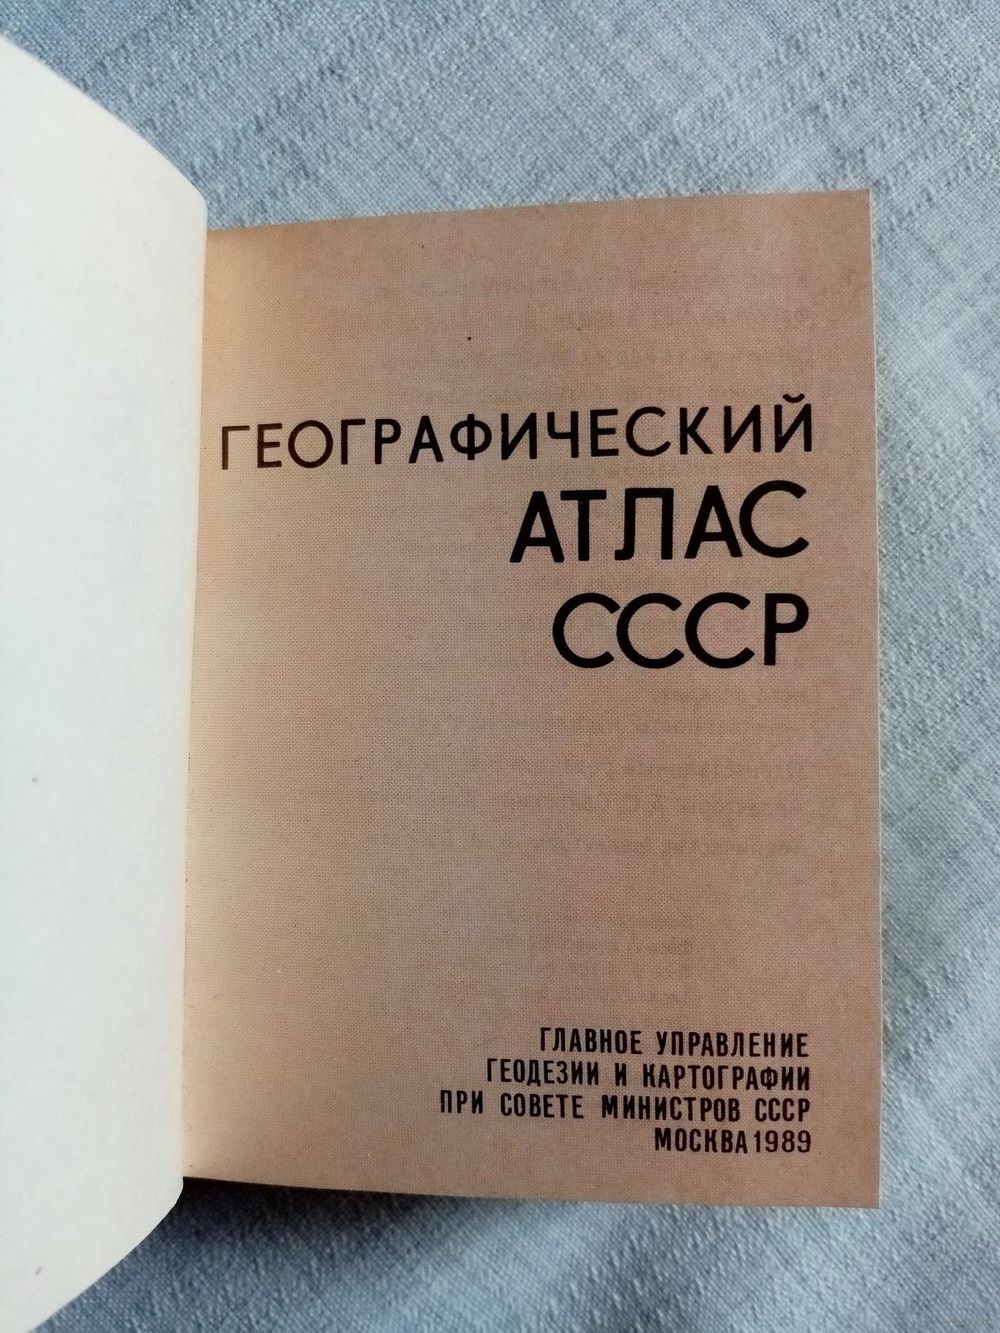 ГЕОГРАФИЧЕСКИЙ
АТЛАС
СССР
ГЛАВНОЕ УПРАВЛЕНИЕ
ГЕОДЕЗИИ И КАРТОГРАФИИ
ПРИ СОВЕТЕ МИНИСТРОВ СССР
МОСКВА 1989